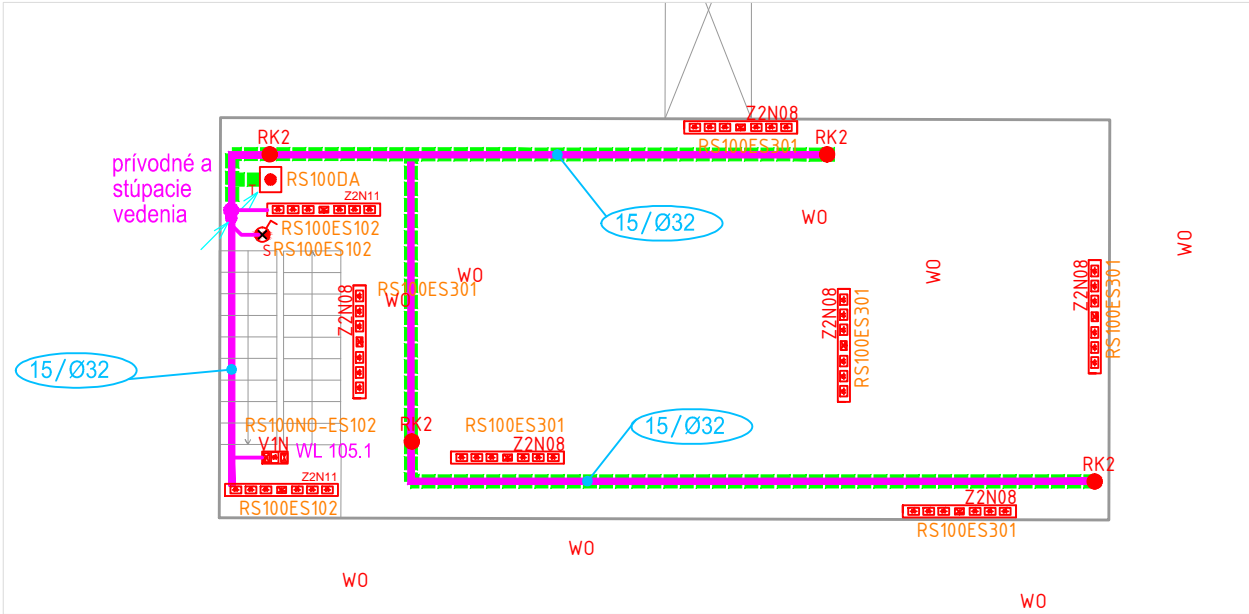 Z2N08
RS100ES301
RK2
RK2
prívodné a
stúpacie
vedenia
RS100DA
Z2N11
RS100ES102
S RS100ES102
15/Ø32
WO
WO
WO
WO
WO
RS100ES301
Z2N08
Z2N08
RS100ES301
Z2N08
RS100ES301
15/Ø32
RS100NO-ES102
RK2
RS100ES301
15/Ø32
V1N
WL 105.1
Z2N08
RK2
Z2N11
RS100ES102
Z2N08
RS100ES301
WO
WO
WO